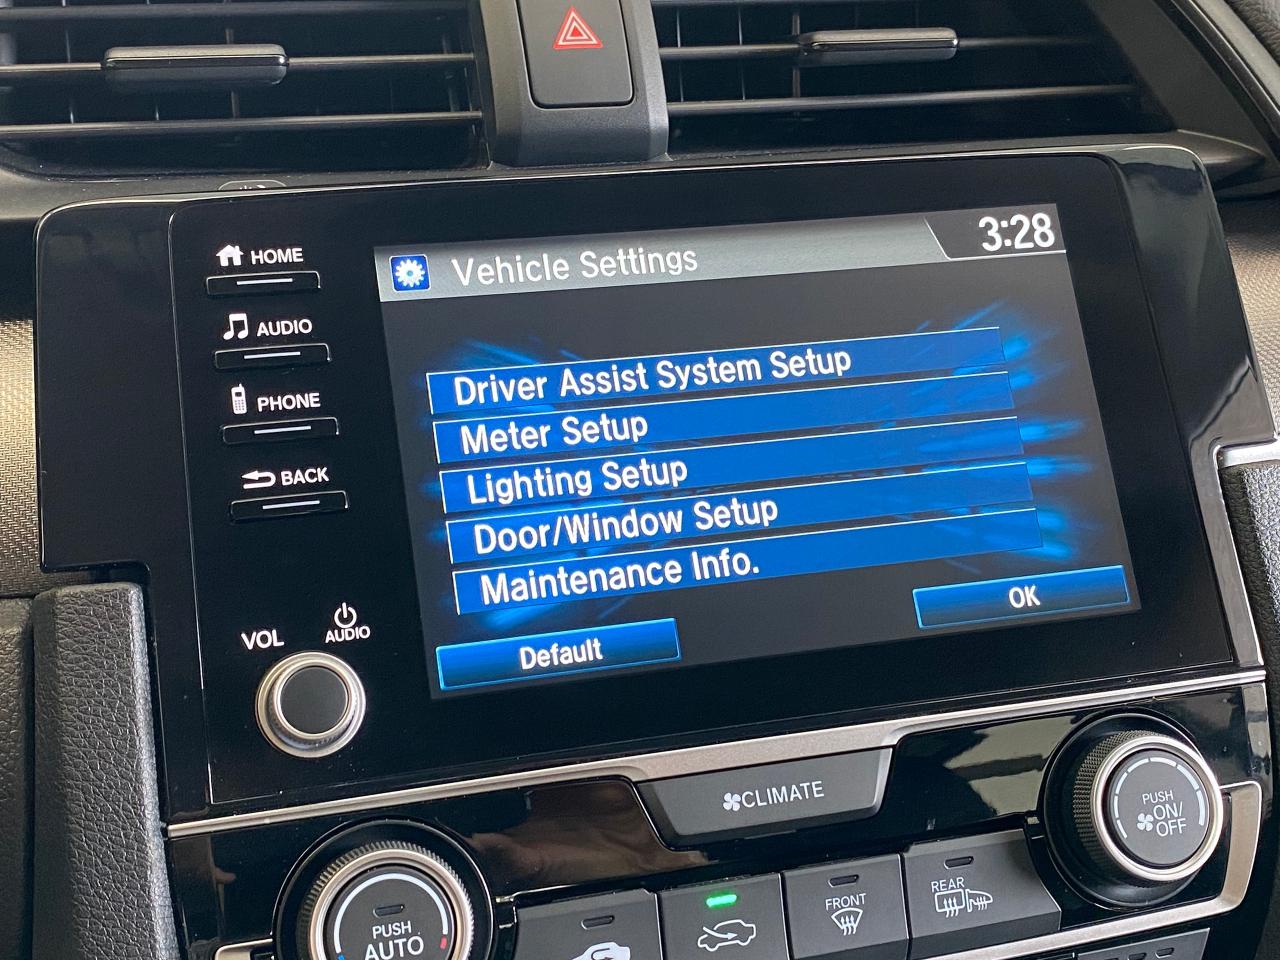 HOME
AUDIO
PHONE
BACK
VOL
AUDIO
Vehicle Settings
3:28
Driver Assist System Setup
Meter Setup
Lighting Setup
Door/Window Setup
Maintenance Info.
Default
OK
CLIMATE
PUSH
ON/
OFF
PUSH
AUTO
FRONT
REAR